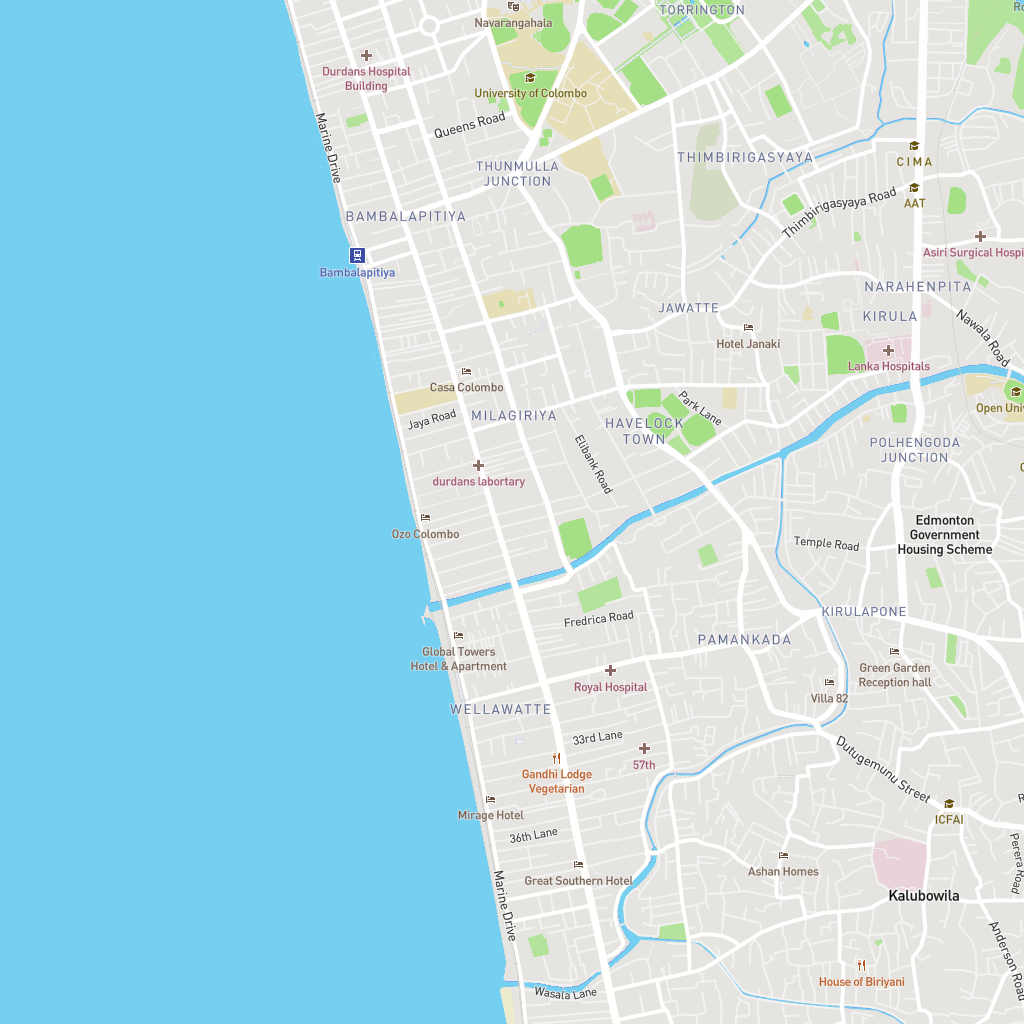 TORRINGTON
Navarangahala
Durdans Hospital
Building
University of Colombo
Marine Drive
Queens Road
THUNMULLA
JUNCTION
THIMBIRIGASYAYA
CIMA
AAT
Thimbirigasyaya Road
BAMBALAPITIYA
Bambalapitiya
Asiri Surgical Hospi
NARAHENPITA
JAWATTE
KIRULA
Nawala Road
Hotel Janaki
Lanka Hospitals
Casa Colombo
Park Lane
Open Univ
Jaya Road
MILAGIRIYA
HAVELOCK
TOWN
POLHENGODA
JUNCTION
Elibank Road
durdans labortary
Edmonton
Government
Housing Scheme
Ozo Colombo
Temple Road
KIRULAPONE
Fredrica Road
PAMANKADA
Global Towers
Hotel & Apartment
Green Garden
Reception hall
Royal Hospital
Villa 82
WELLAWATTE
33rd Lane
57th
Dutugemunu Street
Gandhi Lodge
Vegetarian
Mirage Hotel
ICFAI
36th Lane
Perera Road
Ashan Homes
Great Southern Hotel
Kalubowila
Marine Drive
Anderson Road
House of Biriyani
Wasala Lane